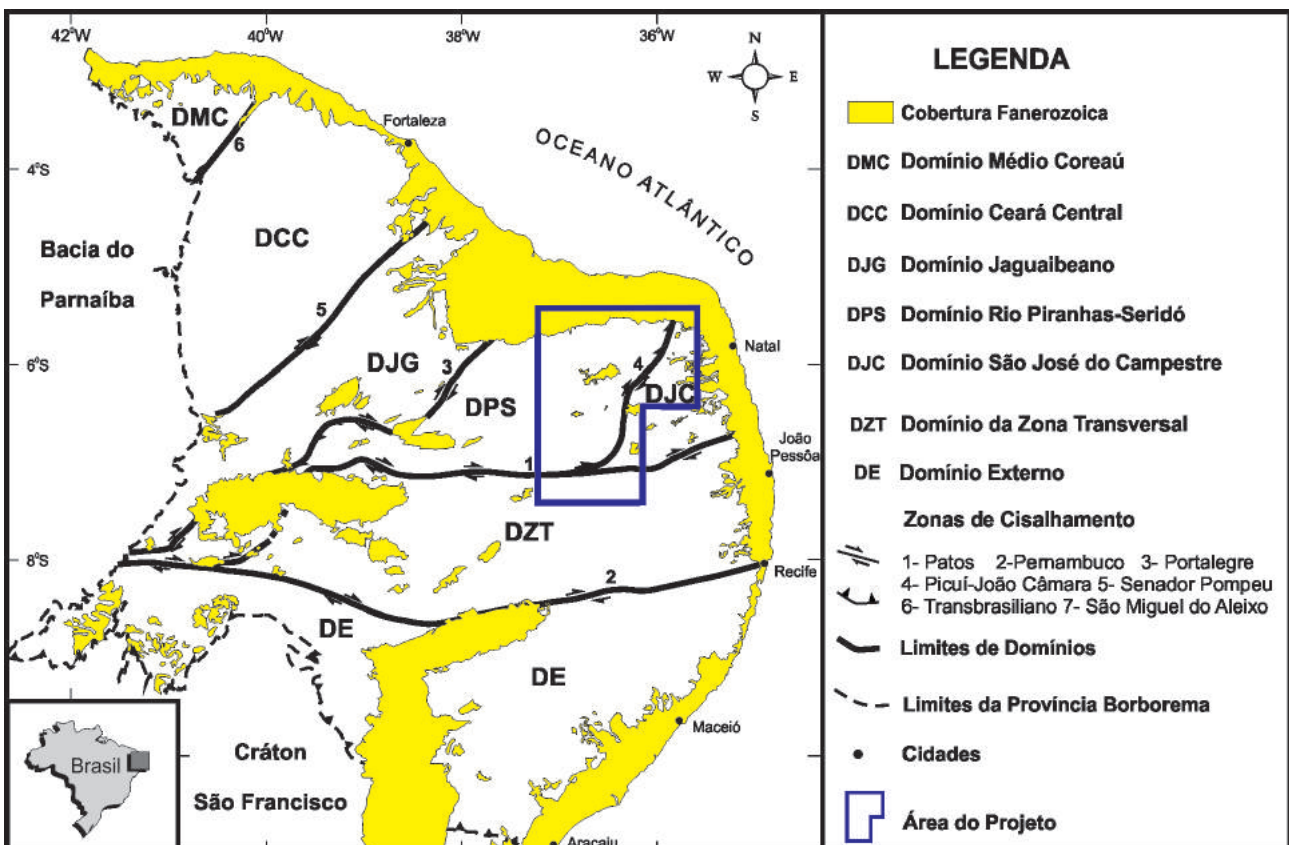 42°W
40°W
38°W
36°W
N
W
E
S
DMC
6
Fortaleza
OCEANO ATLÂNTICO
4°S
DCC
Bacia do
Parnaíba
5
Natal
6°S
DJG
3
4
DJC
DPS
João
Pessôa
1
DZT
8°S
Recife
2
DE
DE
Maceió
Cráton
São Francisco
Brasil
Aracaju
LEGENDA
Cobertura Fanerozoica
DMC Domínio Médio Coreaú
DCC Domínio Ceará Central
DJG Domínio Jaguaibeano
DPS Domínio Rio Piranhas-Seridó
DJC Domínio São José do Campestre
DZT Domínio da Zona Transversal
DE Domínio Externo
Zonas de Cisalhamento
1- Patos 2-Pernambuco 3- Portalegre
4- Picuí-João Câmara 5- Senador Pompeu
6- Transbrasiliano 7- São Miguel do Aleixo
Limites de Domínios
Limites da Província Borborema
Cidades
Área do Projeto